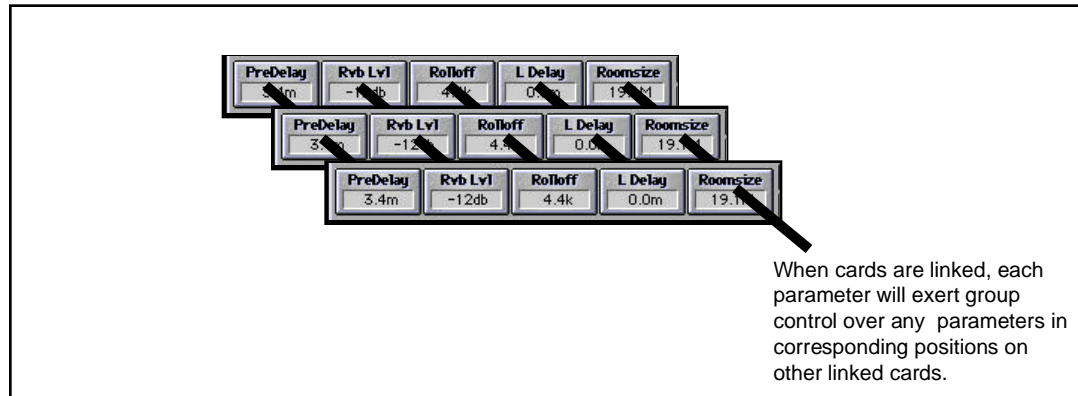 PreDelay Rvb Lvl Rolloff L Delay Roomsize
PreDelay Rvb Lvl Rolloff L Delay Roomsize
PreDelay Rvb Lvl Rolloff L Delay Roomsize
3.4m -12db 4.4k 0.0m
When cards are linked, each
parameter will exert group
control over any parameters in
corresponding positions on
other linked cards.